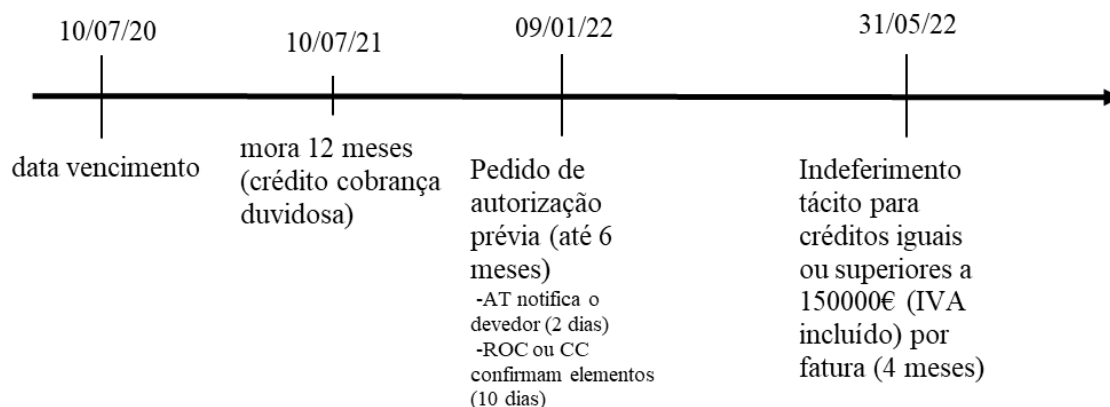 10/07/20
10/07/21
09/01/22
31/05/22
data vencimento
mora 12 meses
(crédito cobrança
duvidosa)
Pedido de
autorização
prévia (até 6
meses)
-AT notifica o
devedor (2 dias)
-ROC ou CC
confirmam elementos
(10 dias)
Indeferimento
tácito para
créditos iguais
ou superiores a
150000€ (IVA
incluído) por
fatura (4 meses)